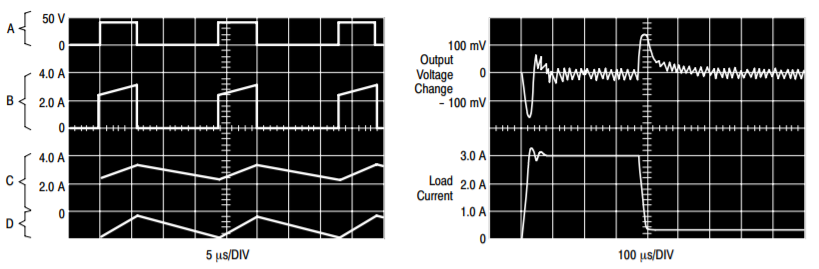 A
50 V
0
B
4.0 A
2.0 A
0
C
4.0 A
2.0 A
D
0
5 µs/DIV
Output
Voltage
Change
100 mV
0
- 100 mV
Load
Current
3.0 A
2.0 A
1.0 A
0
100 µs/DIV